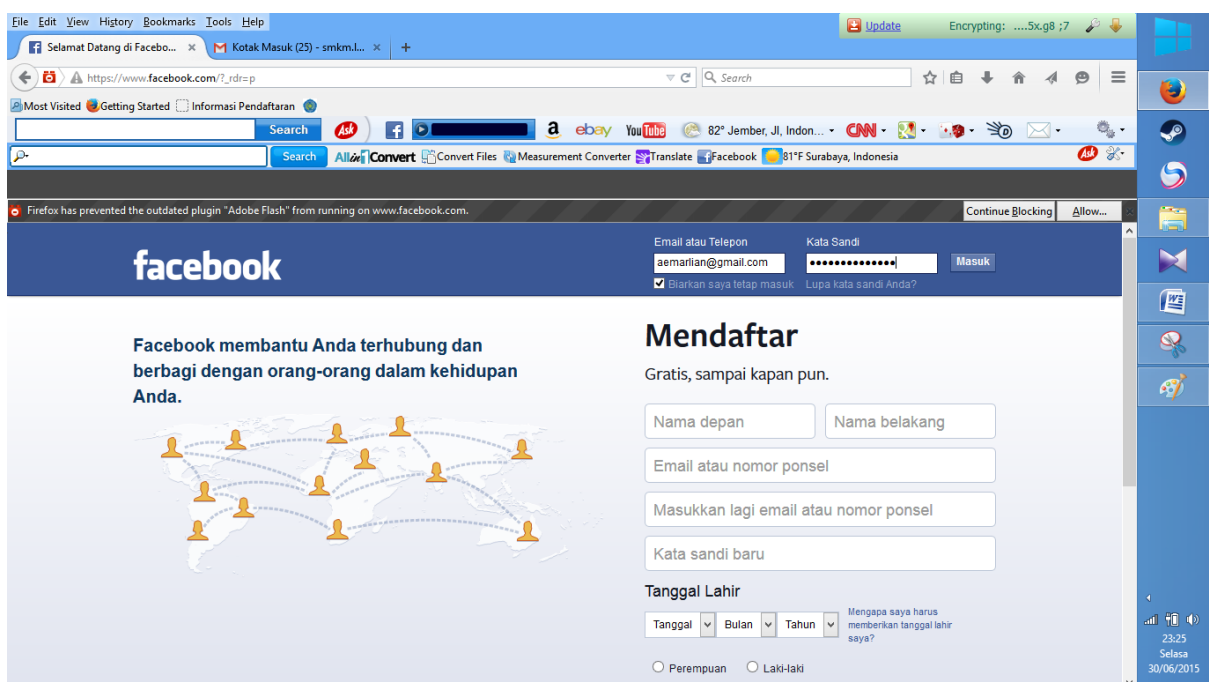 File Edit View History Bookmarks Tools Help
Update
Encrypting: ....5x.g8 ;7
Selamat Datang di Facebo...
Kotak Masuk (25) - smkm.l...
https://www.facebook.com/?_rdr=p
Search
Most Visited Getting Started Informasi Pendaftaran
Search Ask a ebay YouTube 82° Jember, JI, Indon... CNN
Search AllinConvert Convert Files Measurement Converter Translate Facebook 81°F Surabaya, Indonesia Ask
Firefox has prevented the outdated plugin "Adobe Flash" from running on www.facebook.com.
Continue Blocking Allow...
facebook
Email atau Telepon Kata Sandi
aemarlian@gmail.com Masuk
Biarkan saya tetap masuk Lupa kata sandi Anda?
Facebook membantu Anda terhubung dan
berbagi dengan orang-orang dalam kehidupan
Anda.
Mendaftar
Gratis, sampai kapan pun.
Nama depan Nama belakang
Email atau nomor ponsel
Masukkan lagi email atau nomor ponsel
Kata sandi baru
Tanggal Lahir
Tanggal Bulan Tahun
Mengapa saya harus
memberikan tanggal lahir
saya?
Perempuan Laki-laki
23:25
Selasa
30/06/2015